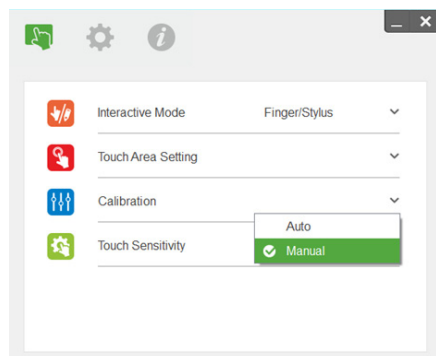 Interactive Mode Finger/Stylus
Touch Area Setting
Calibration
Auto
Touch Sensitivity
Manual